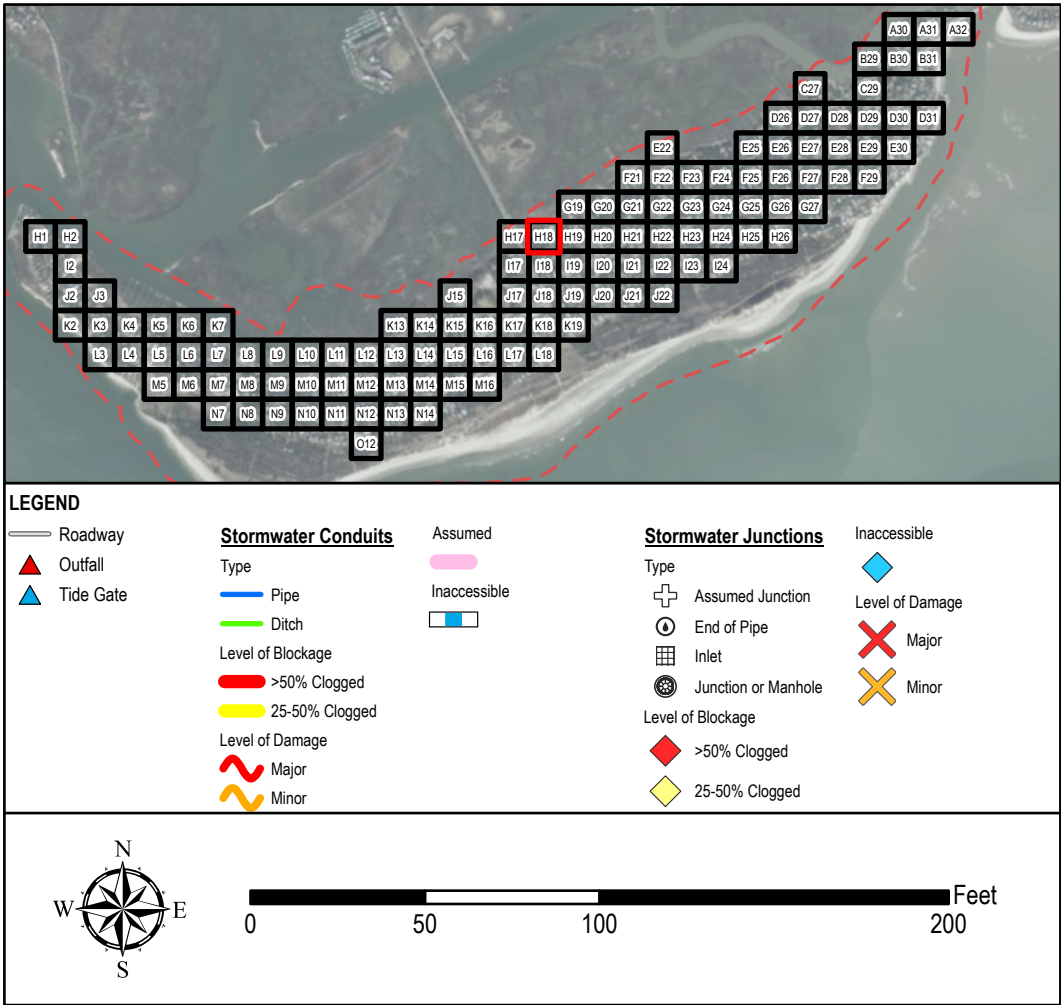 A30 A31 A32
B29 B30 B31
C27 C29
D26 D27 D28 D29 D30 D31
E22 E25 E26 E27 E28 E29 E30
F21 F22 F23 F24 F25 F26 F27 F28 F29
G19 G20 G21 G22 G23 G24 G25 G26 G27
H1 H2 H17 H18 H19 H20 H21 H22 H23 H24 H25 H26
I2 I17 I18 I19 I20 I21 I22 I23 I24
J2 J3 J15 J17 J18 J19 J20 J21 J22
K2 K3 K4 K5 K6 K7 K13 K14 K15 K16 K17 K18 K19
L3 L4 L5 L6 L7 L8 L9 L10 L11 L12 L13 L14 L15 L16 L17 L18
M5 M6 M7 M8 M9 M10 M11 M12 M13 M14 M15 M16
N7 N8 N9 N10 N11 N12 N13 N14
O12
LEGEND
Roadway
Outfall
Tide Gate
Stormwater Conduits
Type
Pipe
Ditch
Level of Blockage
>50% Clogged
25-50% Clogged
Level of Damage
Major
Minor
Assumed
Inaccessible
Stormwater Junctions
Type
Assumed Junction
End of Pipe
Inlet
Junction or Manhole
Level of Blockage
>50% Clogged
25-50% Clogged
Inaccessible
Level of Damage
Major
Minor
N
W E
S
Feet
0 50 100 200